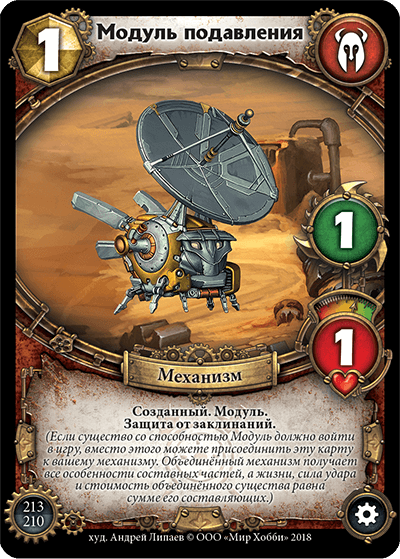 1
Модуль подавления
1
1
Механизм
Созданный. Модуль.
Защита от заклинаний.
(Если существо со способностью Модуль должно войти
в игру, вместо этого можете присоединить эту карту
к вашему механизму. Объединённый механизм получает
все особенности составных частей, а жизни, сила удара
и стоимость объединённого существа равна
сумме его составляющих.)
213
210
худ. Андрей Липаев © ООО «Мир Хобби» 2018